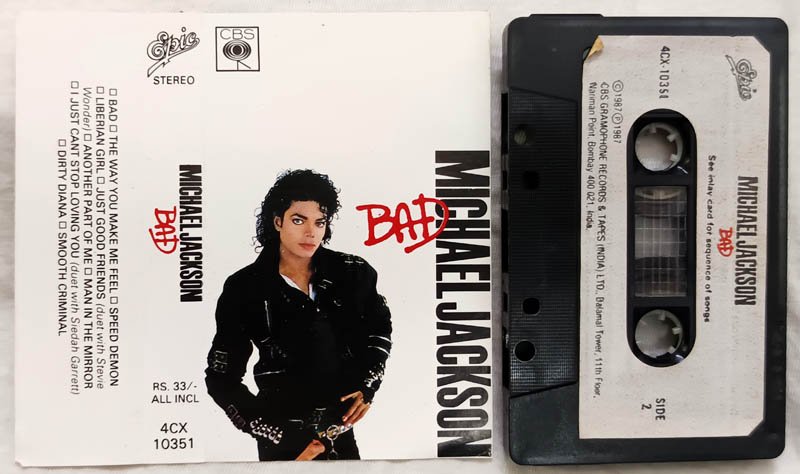 Epic
STEREO
CBS
□ BAD □ THE WAY YOU MAKE ME FEEL □ SPEED DEMON
□ LIBERIAN GIRL □ JUST GOOD FRIENDS (duet with Stevie
Wonder) □ ANOTHER PART OF ME □ MAN IN THE MIRROR
□ I JUST CAN'T STOP LOVING YOU (duet with Siedah Garrett)
□ DIRTY DIANA □ SMOOTH CRIMINAL
MICHAEL JACKSON
BAD
RS. 33/-
ALL INCL
4CX
10351
MICHAEL JACKSON
BAD
Epic
4CX-10351
MICHAEL JACKSON
BAD
See inlay card for sequence of songs
SIDE
2
Ⓒ1987Ⓟ1987
CBS GRAMOPHONE RECORDS & TAPES (INDIA) LTD., Dalamal Tower, 11th Floor,
Nariman Point, Bombay 400 021, India.